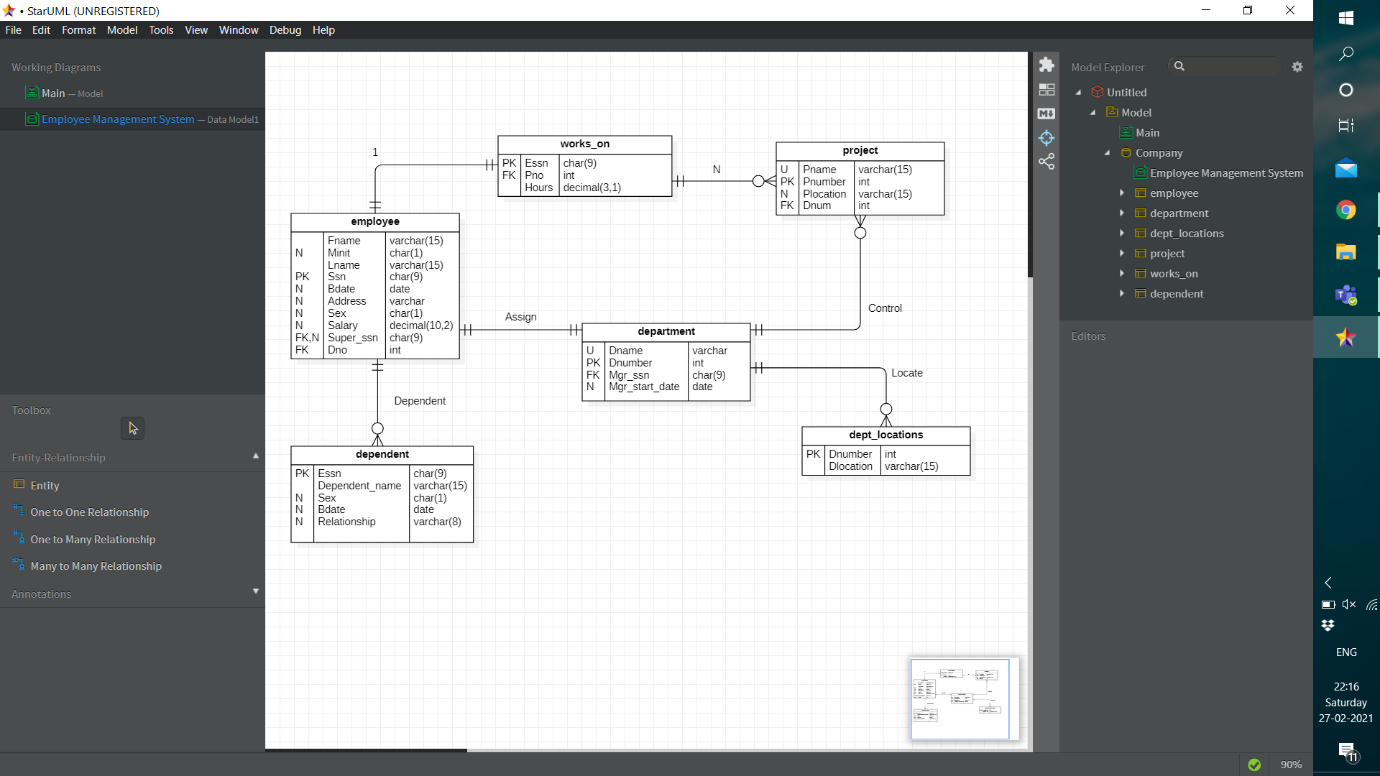 • StarUML (UNREGISTERED)
File Edit Format Model Tools View Window Debug Help
Working Diagrams
Main — Model
Employee Management System — Data Model1
Toolbox
Entity-Relationship
Entity
One to One Relationship
One to Many Relationship
Many to Many Relationship
Annotations
works_on
PK Essn char(9)
FK Pno int
Hours decimal(3,1)
1
N
project
U Pname varchar(15)
PK Pnumber int
N Plocation varchar(15)
FK Dnum int
employee
Fname varchar(15)
N Minit char(1)
Lname varchar(15)
PK Ssn char(9)
N Bdate date
N Address varchar
N Sex char(1)
N Salary decimal(10,2)
FK,N Super_ssn char(9)
FK Dno int
Assign
Control
department
U Dname varchar
PK Dnumber int
FK Mgr_ssn char(9)
N Mgr_start_date date
Locate
Dependent
dept_locations
PK Dnumber int
Dlocation varchar(15)
dependent
PK Essn char(9)
Dependent_name varchar(15)
N Sex char(1)
N Bdate date
N Relationship varchar(8)
M
Model Explorer
Untitled
Model
Main
Company
Employee Management System
employee
department
dept_locations
project
works_on
dependent
Editors
90%
T
ENG
22:16
Saturday
27-02-2021
11